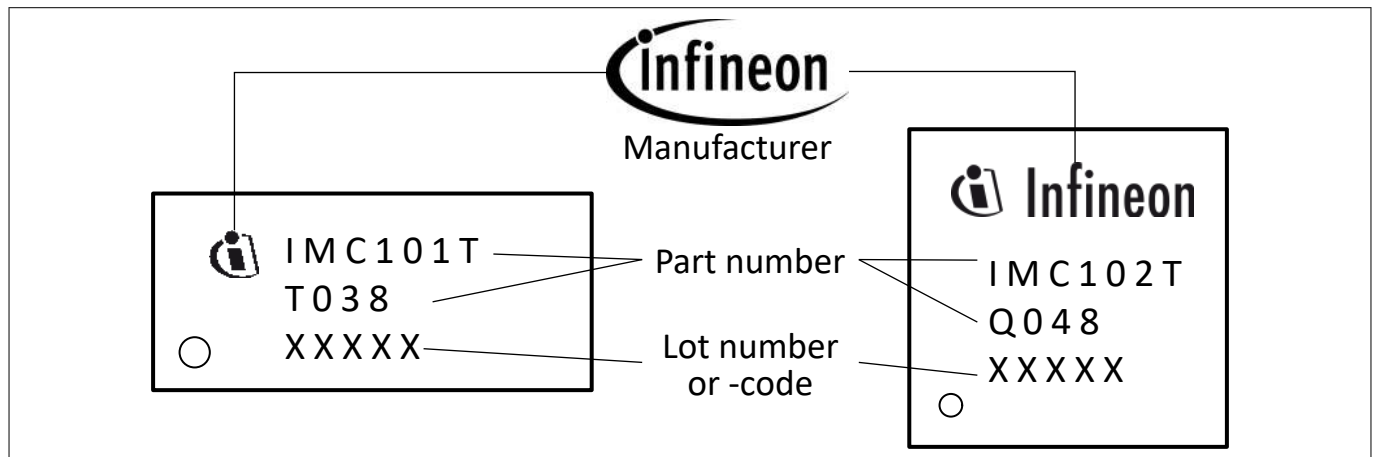 infineon
Manufacturer
IMC101T
T038
XXXXX
Part number
Lot number
or -code
Infineon
IMC102T
Q048
XXXXX